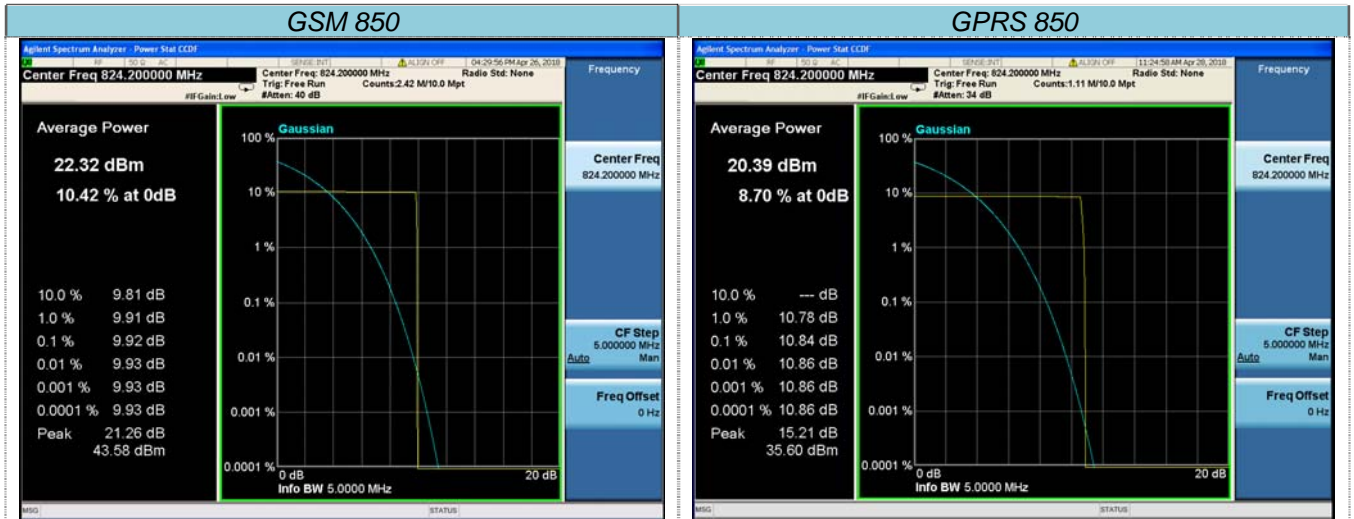 GSM 850
GPRS 850
Agilent Spectrum Analyzer - Power Stat CCDF
RF 50 Ω AC SENSE:INT ALIGN OFF 04:29:56 PM Apr 26, 2018
Center Freq 824.200000 MHz
Center Freq: 824.200000 MHz
Radio Std: None
Trig: Free Run
Counts:2.42 M/10.0 Mpt
#IFGain:Low
#Atten: 40 dB
Average Power
22.32 dBm
10.42 % at 0dB
10.0 % 9.81 dB
1.0 % 9.91 dB
0.1 % 9.92 dB
0.01 % 9.93 dB
0.001 % 9.93 dB
0.0001 % 9.93 dB
Peak 21.26 dB
43.58 dBm
Gaussian
100 %
10 %
1 %
0.1 %
0.01 %
0.001 %
0.0001 %
0 dB 20 dB
Info BW 5.0000 MHz
Frequency
Center Freq
824.200000 MHz
CF Step
5.000000 MHz
Auto Man
Freq Offset
0 Hz
MSG STATUS
Agilent Spectrum Analyzer - Power Stat CCDF
RF 50 Ω AC SENSE:INT ALIGN OFF 11:24:58 AM Apr 28, 2018
Center Freq 824.200000 MHz
Center Freq: 824.200000 MHz
Radio Std: None
Trig: Free Run
Counts:1.11 M/10.0 Mpt
#IFGain:Low
#Atten: 34 dB
Average Power
20.39 dBm
8.70 % at 0dB
10.0 % --- dB
1.0 % 10.78 dB
0.1 % 10.84 dB
0.01 % 10.86 dB
0.001 % 10.86 dB
0.0001 % 10.86 dB
Peak 15.21 dB
35.60 dBm
Gaussian
100 %
10 %
1 %
0.1 %
0.01 %
0.001 %
0.0001 %
0 dB 20 dB
Info BW 5.0000 MHz
Frequency
Center Freq
824.200000 MHz
CF Step
5.000000 MHz
Auto Man
Freq Offset
0 Hz
MSG STATUS